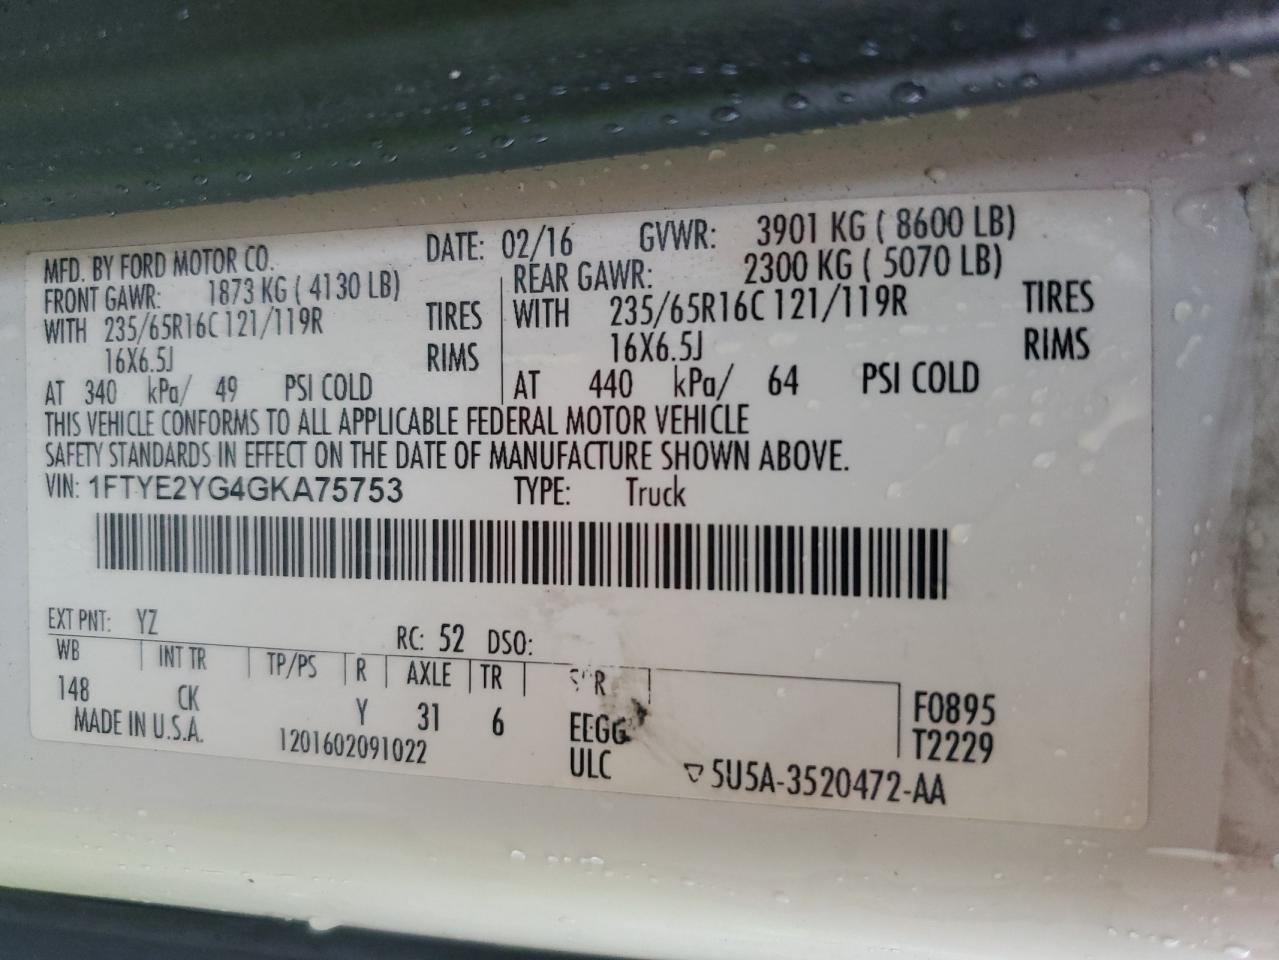 MFD. BY FORD MOTOR CO. DATE: 02/16 GVWR: 3901 KG ( 8600 LB)
FRONT GAWR: 1873 KG ( 4130 LB) REAR GAWR: 2300 KG ( 5070 LB)
WITH 235/65R16C 121/119R TIRES WITH 235/65R16C 121/119R TIRES
16X6.5J RIMS 16X6.5J RIMS
AT 340 kPa/ 49 PSI COLD AT 440 kPa/ 64 PSI COLD
THIS VEHICLE CONFORMS TO ALL APPLICABLE FEDERAL MOTOR VEHICLE
SAFETY STANDARDS IN EFFECT ON THE DATE OF MANUFACTURE SHOWN ABOVE.
VIN: 1FTYE2YG4GKA75753 TYPE: Truck
EXT PNT: YZ RC: 52 DSO:
WB INT TR TP/PS R AXLE TR
148 CK Y 31 6 EEGG F0895
MADE IN U.S.A. 1201602091022 ULC T2229
5U5A-3520472-AA